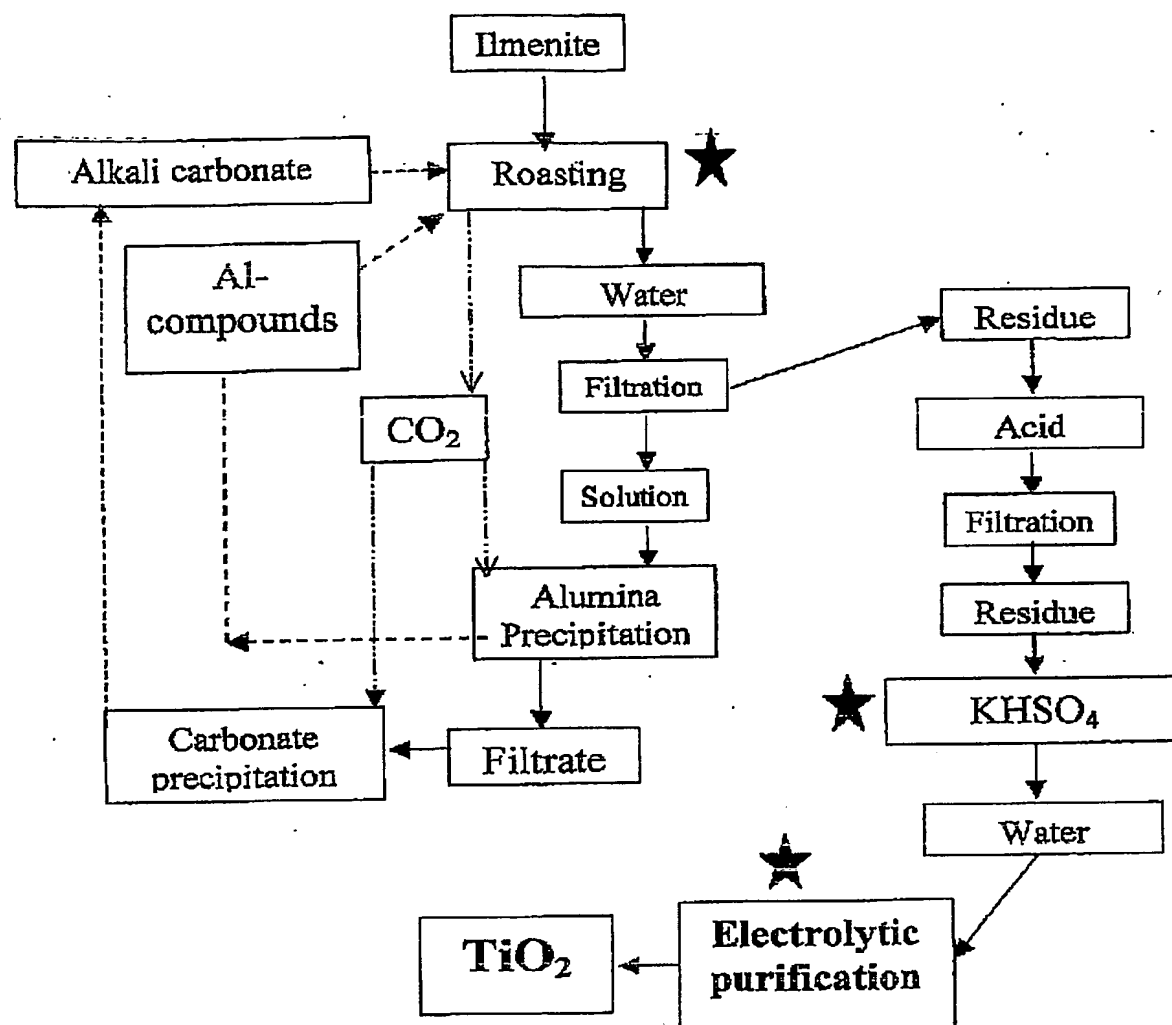 Ilmenite
Alkali carbonate
Roasting
Al-
compounds
Water
Residue
Filtration
CO₂
Acid
Solution
Filtration
Alumina
Precipitation
Residue
KHSO₄
Carbonate
precipitation
Filtrate
Water
Electrolytic
purification
TiO₂